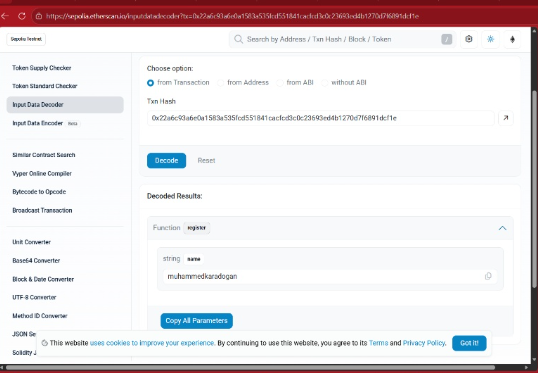 https://sepolia.etherscan.io/inputdatadecoder?tx=0x22a6c93a6e0a1583a535fcd551841cacfcd3c0c23693ed4b1270d7f6891dcf1e
Sepolia Testnet
Search by Address / Txn Hash / Block / Token
/
Token Supply Checker
Token Standard Checker
Input Data Decoder
Input Data Encoder Beta
Similar Contract Search
Vyper Online Compiler
Bytecode to Opcode
Broadcast Transaction
Unit Converter
Base64 Converter
Block & Date Converter
UTF-8 Converter
Method ID Converter
JSON Se
Solidity J
Choose option:
from Transaction from Address from ABI without ABI
Txn Hash
0x22a6c93a6e0a1583a535fcd551841cacfcd3c0c23693ed4b1270d7f6891dcf1e
Decode Reset
Decoded Results:
Function register
string name
muhammedkaradogan
Copy All Parameters
This website uses cookies to improve your experience. By continuing to use this website, you agree to its Terms and Privacy Policy.
Got it!